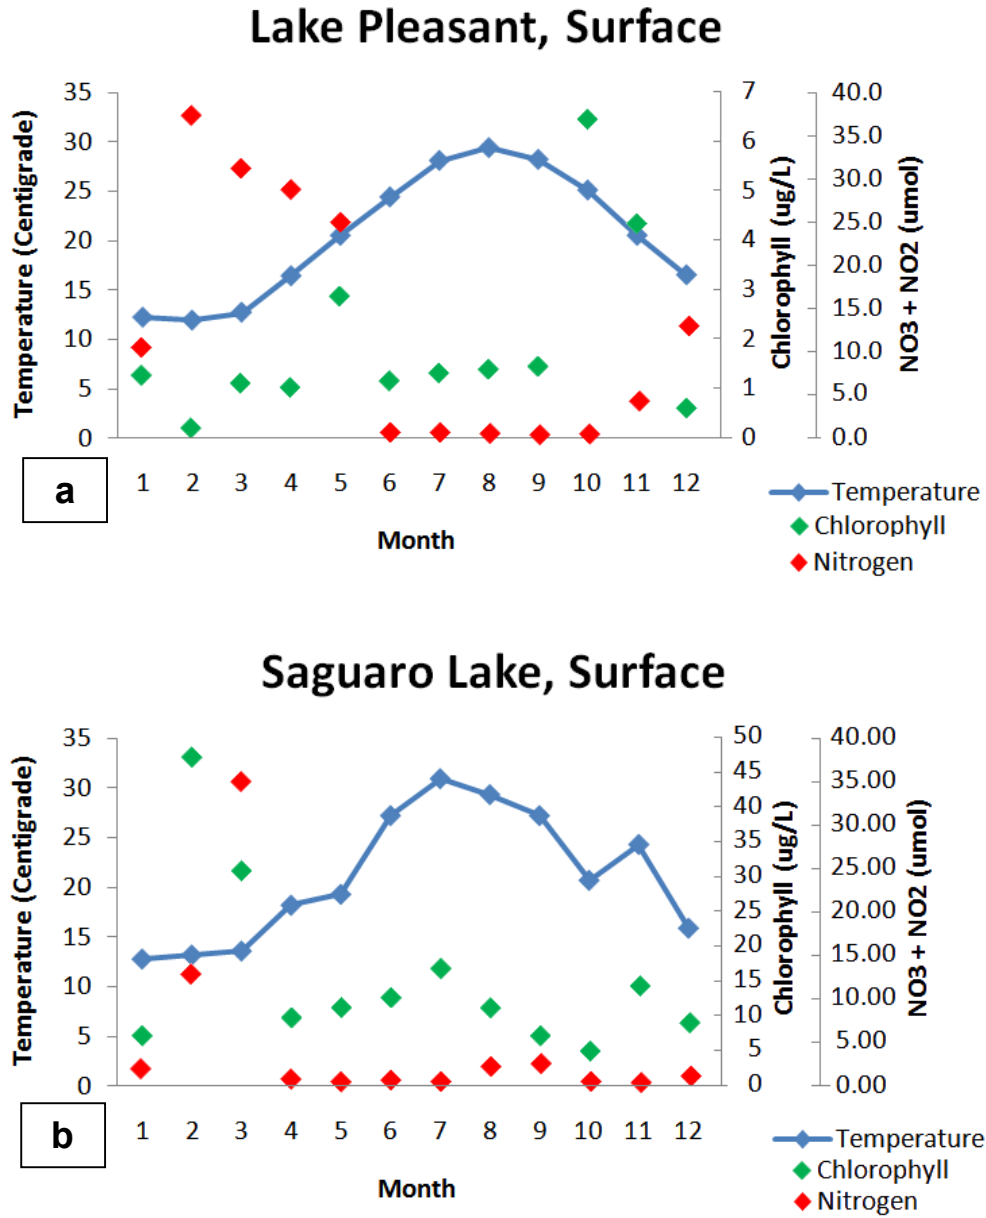 Lake Pleasant, Surface
Temperature (Centigrade)
35
30
25
20
15
10
5
0
7
6
5
4
3
2
1
0
Chlorophyll (ug/L)
40.0
35.0
30.0
25.0
20.0
15.0
10.0
5.0
0.0
NO3 + NO2 (umol)
a
1 2 3 4 5 6 7 8 9 10 11 12
Month
Temperature
Chlorophyll
Nitrogen
Saguaro Lake, Surface
Temperature (Centigrade)
35
30
25
20
15
10
5
0
50
45
40
35
30
25
20
15
10
5
0
Chlorophyll (ug/L)
40.00
35.00
30.00
25.00
20.00
15.00
10.00
5.00
0.00
NO3 + NO2 (umol)
b
1 2 3 4 5 6 7 8 9 10 11 12
Month
Temperature
Chlorophyll
Nitrogen